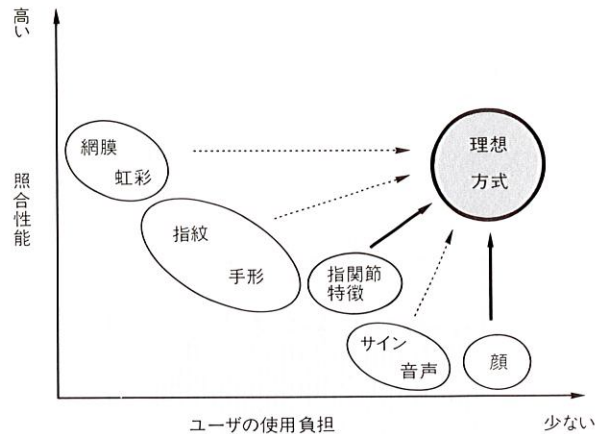 高い
照合性能
網膜
虹彩
指紋
手形
指関節
特徴
サイン
音声
顔
理想
方式
ユーザの使用負担
少ない